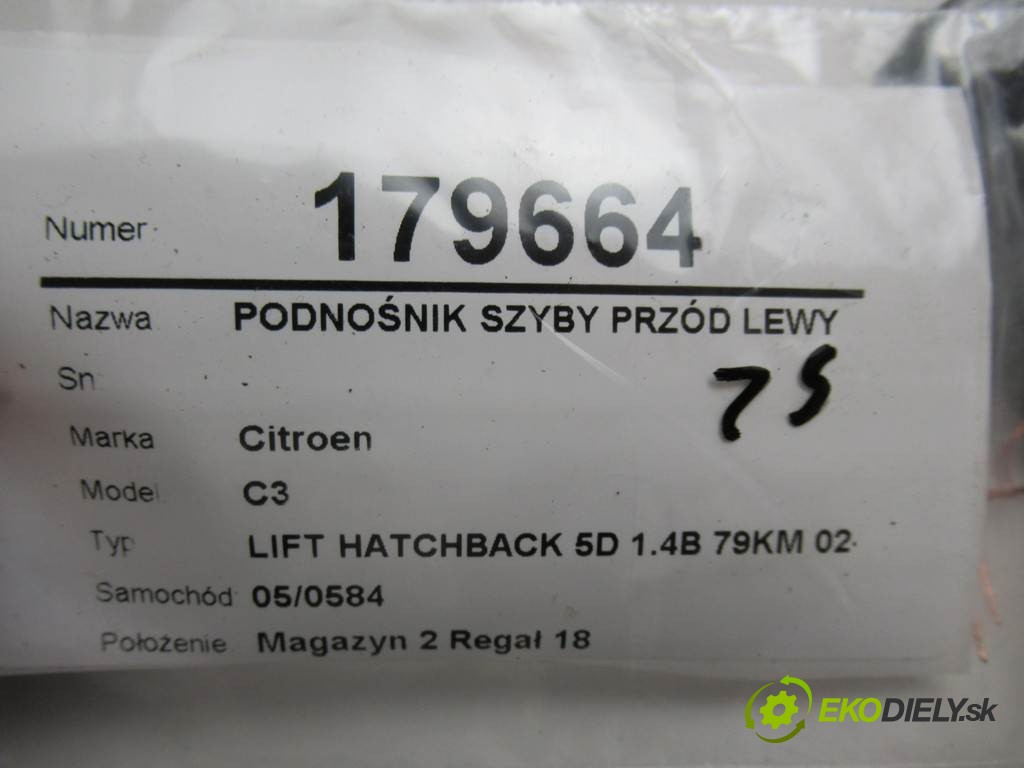 Numer 179664
Nazwa PODNOŚNIK SZYBY PRZÓD LEWY
Sn
75
Marka Citroen
Model C3
Typ LIFT HATCHBACK 5D 1.4B 79KM 02-
Samochód 05/0584
Położenie Magazyn 2 Regał 18
EKODIELY.sk